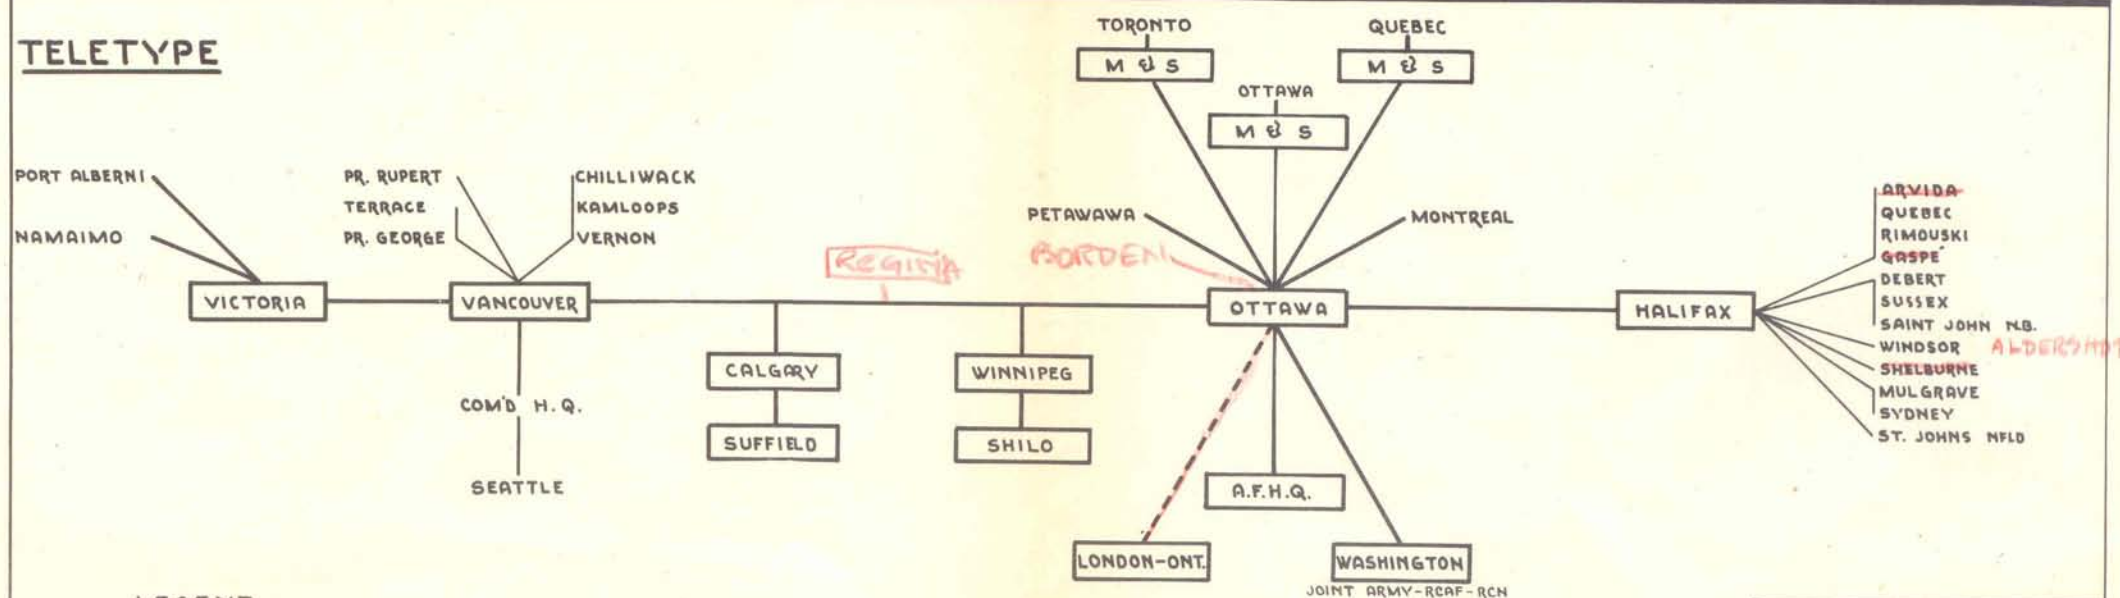 TELETYPE
TORONTO
M & S
QUEBEC
M & S
OTTAWA
M & S
PORT ALBERNI
NAMAIMO
PR. RUPERT
TERRACE
PR. GEORGE
CHILLIWACK
KAMLOOPS
VERNON
PETAWAWA
BORDEN
MONTREAL
REGINA
VICTORIA
VANCOUVER
OTTAWA
HALIFAX
ARVIDA
QUEBEC
RIMOUSKI
GASPÉ
DEBERT
SUSSEX
SAINT JOHN N.B.
WINDSOR ALDERSHOT
SHELBURNE
MULGRAVE
SYDNEY
ST. JOHNS NFLD
CALGARY
SUFFIELD
WINNIPEG
SHILO
COM'D H.Q.
SEATTLE
A.F.H.Q.
LONDON-ONT.
WASHINGTON
JOINT ARMY-RCAF-RCN